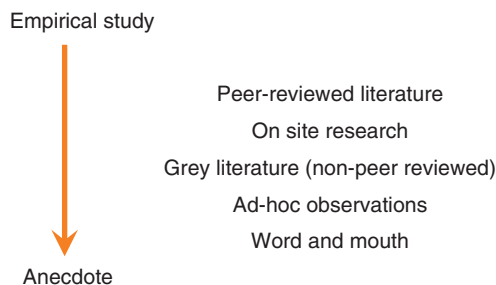 Empirical study
Peer-reviewed literature
On site research
Grey literature (non-peer reviewed)
Ad-hoc observations
Word and mouth
Anecdote